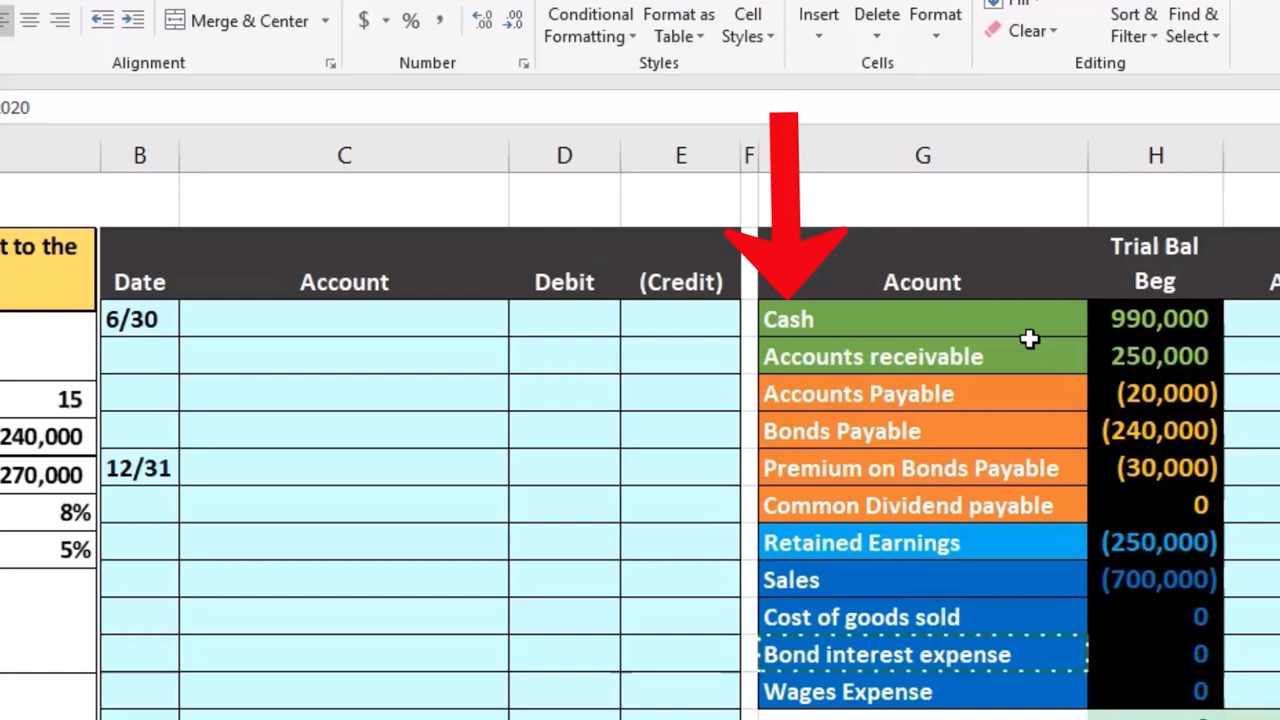 Merge & Center $ % , Conditional Formatting Format as Table Cell Styles Insert Delete Format Clear Sort & Filter Find & Select
Alignment Number Styles Cells Editing
2020
B C D E F G H
t to the
Date Account Debit (Credit) Acount Trial Bal Beg
6/30 Cash 990,000
Accounts receivable 250,000
15 Accounts Payable (20,000)
240,000 Bonds Payable (240,000)
270,000 12/31 Premium on Bonds Payable (30,000)
8% Common Dividend payable 0
5% Retained Earnings (250,000)
Sales (700,000)
Cost of goods sold 0
Bond interest expense 0
Wages Expense 0